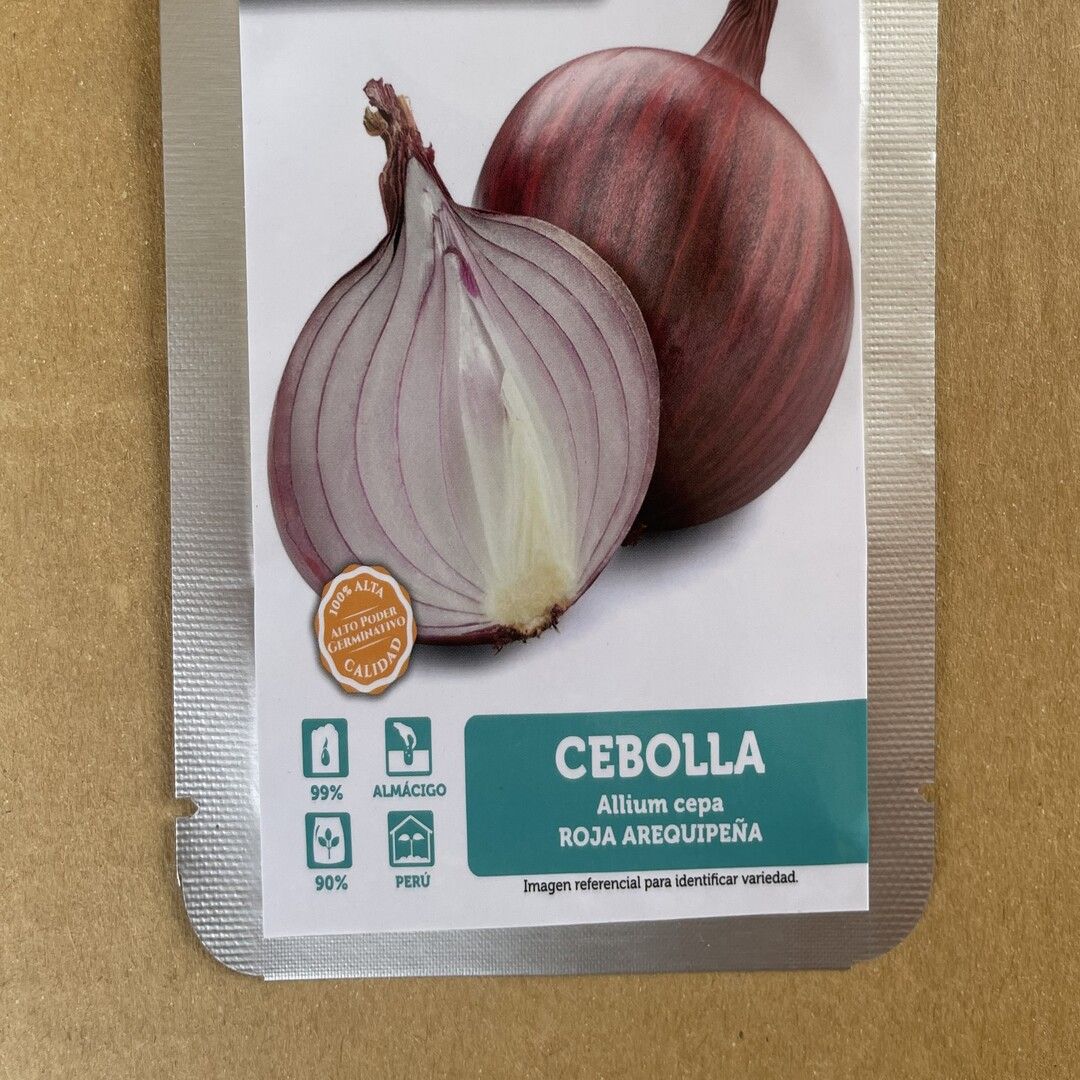 100% ALTA
ALTO PODER
GERMINATIVO
CALIDAD
99%
ALMÁCIGO
90%
PERÚ
CEBOLLA
Allium cepa
ROJA AREQUIPEÑA
Imagen referencial para identificar variedad.